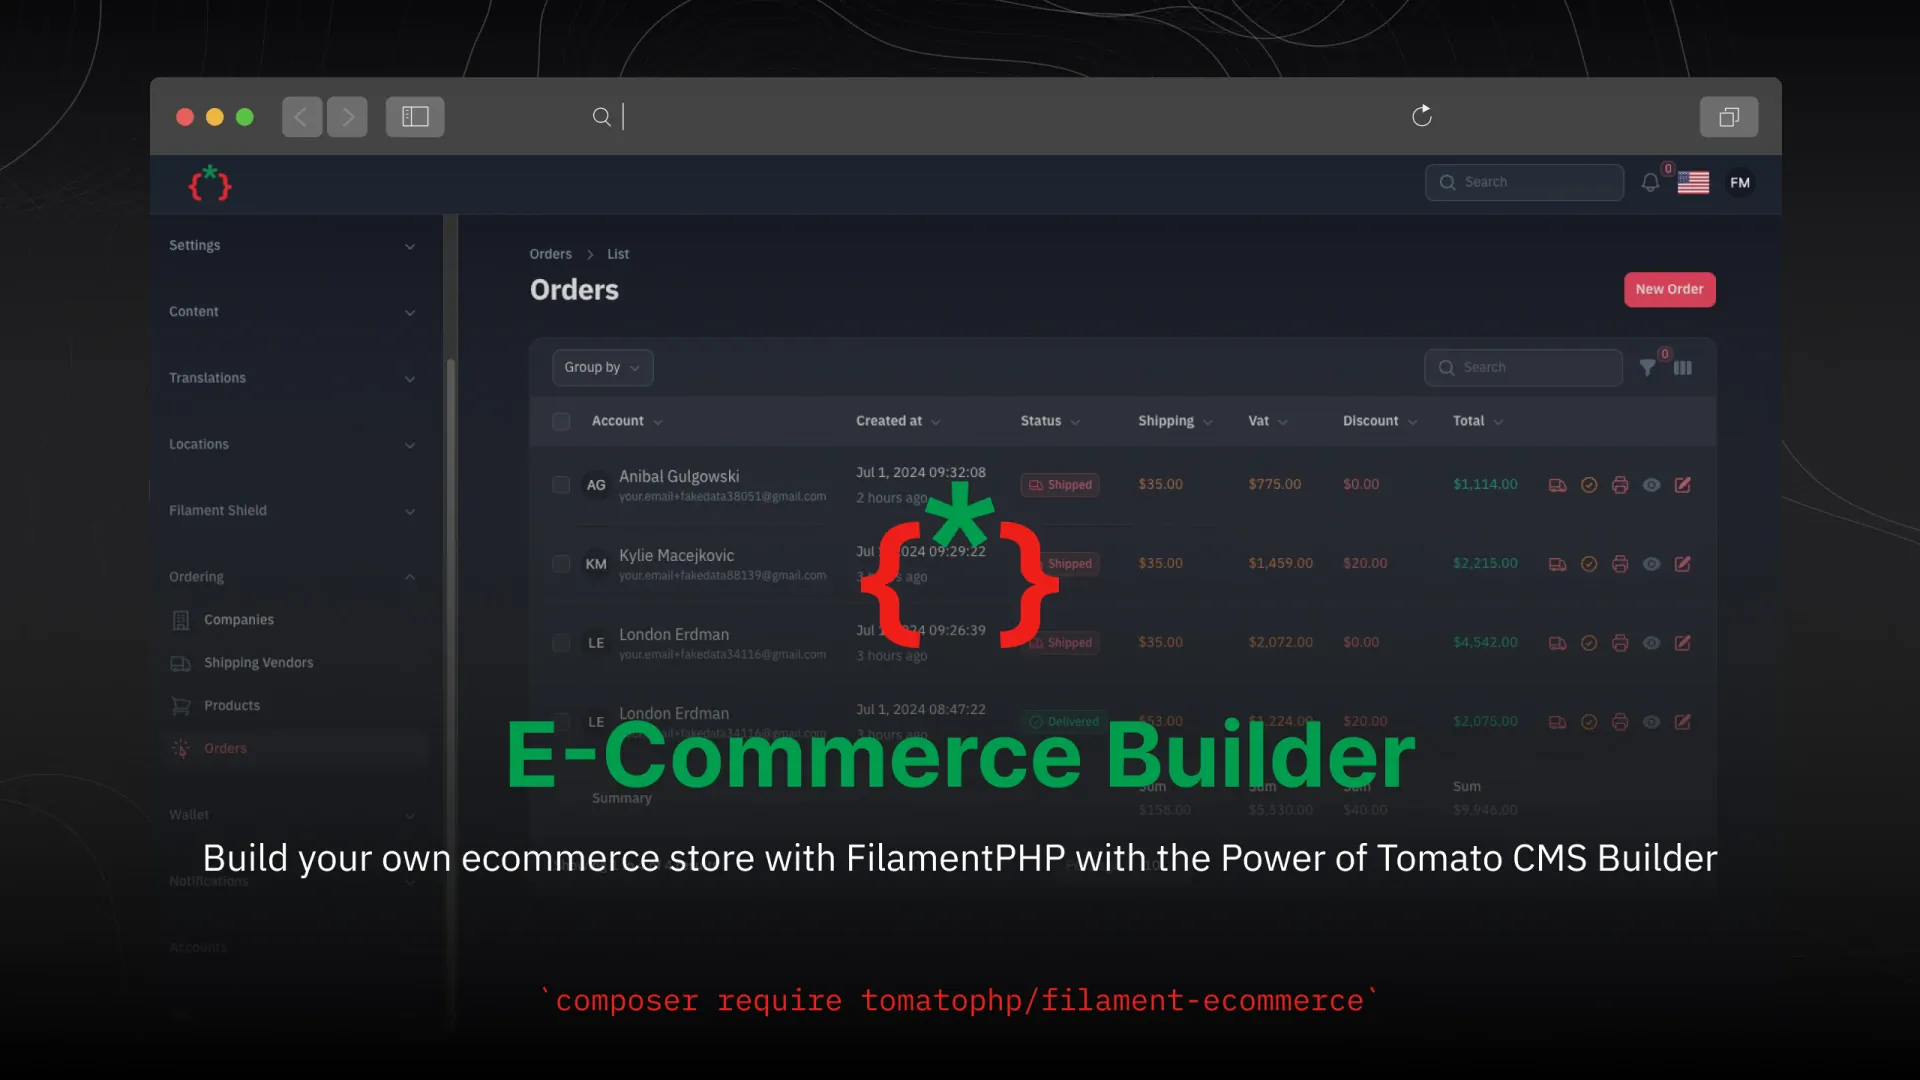 Search
0
FM
Settings
Content
Translations
Locations
Filament Shield
Ordering
Companies
Shipping Vendors
Products
Orders
Wallet
Notifications
Accounts
Orders > List
Orders
New Order
Group by
Search
0
Account Created at Status Shipping Vat Discount Total
AG Anibal Gulgowski Jul 1, 2024 09:32:08 Shipped $35.00 $775.00 $0.00 $1,114.00
your.email+fakedata38051@gmail.com 2 hours ago
KM Kylie Macejkovic Jul 2024 09:29:22 Shipped $35.00 $1,459.00 $20.00 $2,215.00
your.email+fakedata88139@gmail.com ago
LE London Erdman Jul 2024 09:26:39 Shipped $35.00 $2,072.00 $0.00 $4,542.00
your.email+fakedata34116@gmail.com 3 hours ago
LE London Erdman Jul 1, 2024 08:47:22 Delivered $53.00 $1,224.00 $20.00 $2,075.00
your.email+fakedata34116@gmail.com 3 hours ago
Summary Sum Sum Sum Sum
$158.00 $5,530.00 $40.00 $9,946.00
{*}
E-Commerce Builder
Build your own ecommerce store with FilamentPHP with the Power of Tomato CMS Builder
`composer require tomatophp/filament-ecommerce`